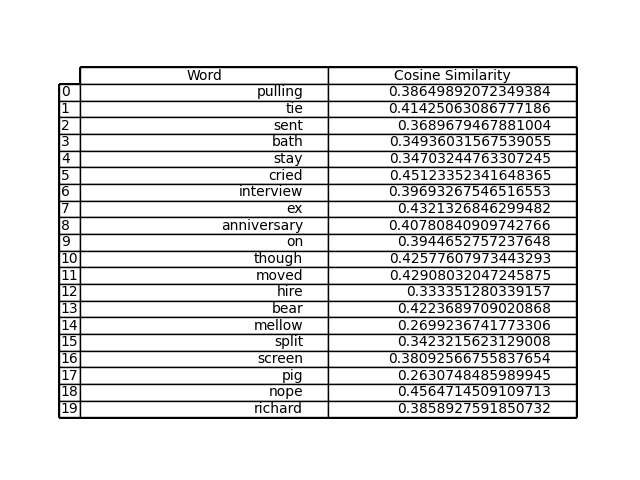 Word Cosine Similarity
0 pulling 0.38649892072349384
1 tie 0.41425063086777186
2 sent 0.3689679467881004
3 bath 0.34936031567539055
4 stay 0.34703244763307245
5 cried 0.45123352341648365
6 interview 0.39693267546516553
7 ex 0.4321326846299482
8 anniversary 0.40780840909742766
9 on 0.3944652757237648
10 though 0.42577607973443293
11 moved 0.42908032047245875
12 hire 0.333351280339157
13 bear 0.4223689709020868
14 mellow 0.2699236741773306
15 split 0.3423215623129008
16 screen 0.38092566755837654
17 pig 0.2630748485989945
18 nope 0.4564714509109713
19 richard 0.3858927591850732